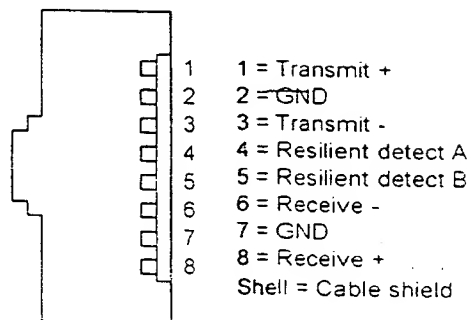 1 1 = Transmit +
2 2 = GND
3 3 = Transmit -
4 4 = Resilient detect A
5 5 = Resilient detect B
6 6 = Receive -
7 7 = GND
8 8 = Receive +
Shell = Cable shield